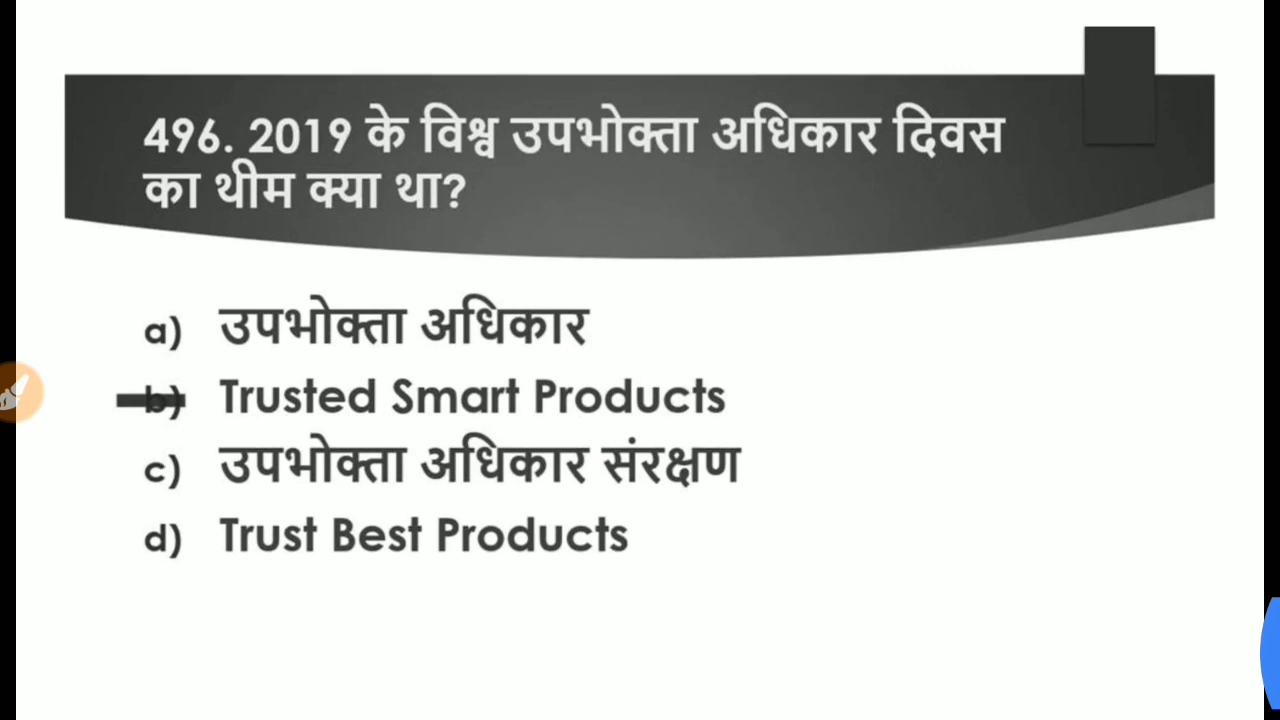 496. 2019 के विश्व उपभोक्ता अधिकार दिवस
का थीम क्या था?
a) उपभोक्ता अधिकार
b) Trusted Smart Products
c) उपभोक्ता अधिकार संरक्षण
d) Trust Best Products